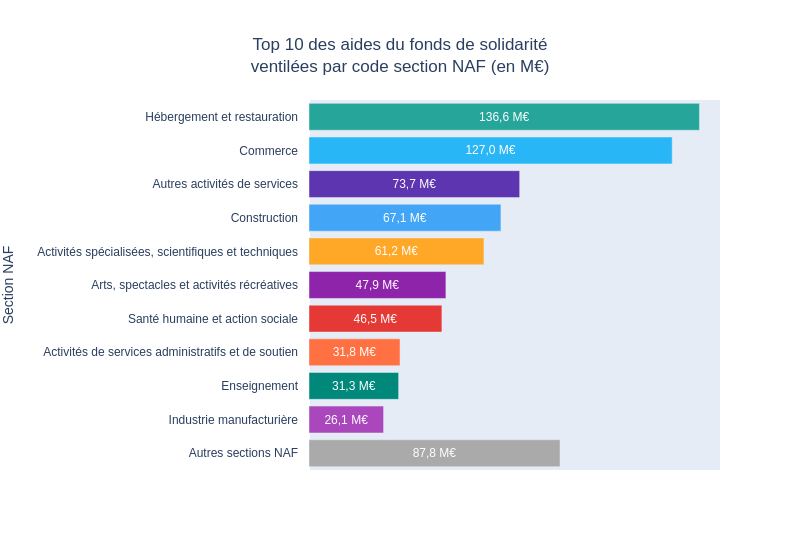 Top 10 des aides du fonds de solidarité
ventilées par code section NAF (en M€)
Section NAF
Hébergement et restauration 136,6 M€
Commerce 127,0 M€
Autres activités de services 73,7 M€
Construction 67,1 M€
Activités spécialisées, scientifiques et techniques 61,2 M€
Arts, spectacles et activités récréatives 47,9 M€
Santé humaine et action sociale 46,5 M€
Activités de services administratifs et de soutien 31,8 M€
Enseignement 31,3 M€
Industrie manufacturière 26,1 M€
Autres sections NAF 87,8 M€